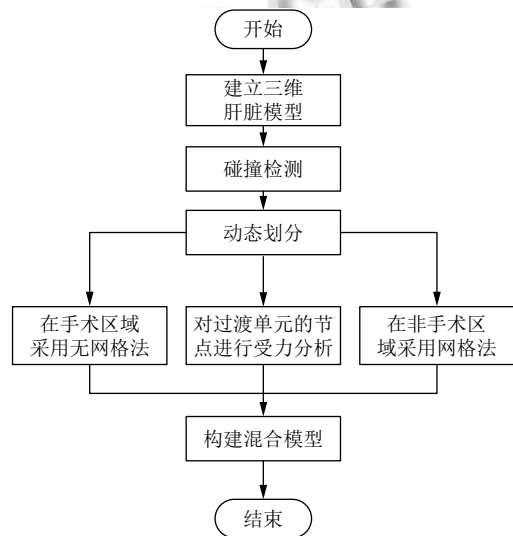 开始
建立三维
肝脏模型
碰撞检测
动态划分
在手术区域
采用无网格法
对过渡单元的节
点进行受力分析
在非手术区
域采用网格法
构建混合模型
结束